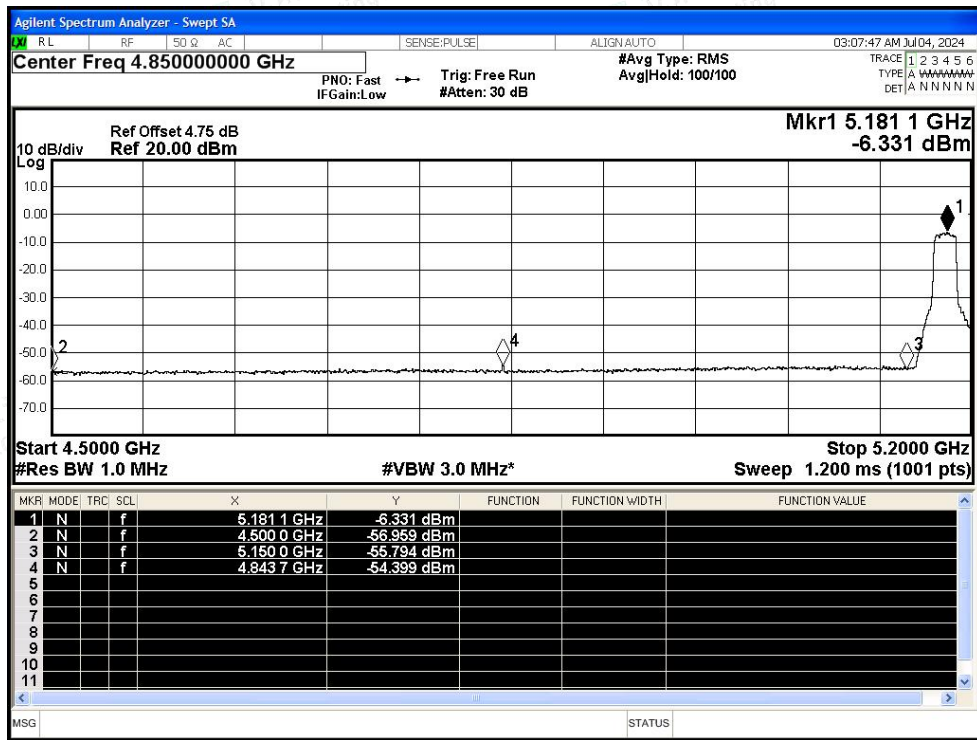 Agilent Spectrum Analyzer - Swept SA
LXI RL RF 50 Ω AC SENSE:PULSE ALIGN AUTO 03:07:47 AM Jul 04, 2024
Center Freq 4.850000000 GHz
PNO: Fast
IFGain:Low
Trig: Free Run
#Atten: 30 dB
#Avg Type: RMS
Avg|Hold: 100/100
TRACE 1 2 3 4 5 6
TYPE A WWWWW
DET A N N N N N
Mkr1 5.181 1 GHz
-6.331 dBm
Ref Offset 4.75 dB
10 dB/div Ref 20.00 dBm
Log
10.0
0.00
-10.0
-20.0
-30.0
-40.0
-50.0
-60.0
-70.0
1
2
4
3
Start 4.5000 GHz Stop 5.2000 GHz
#Res BW 1.0 MHz #VBW 3.0 MHz* Sweep 1.200 ms (1001 pts)
MKR MODE TRC SCL X Y FUNCTION FUNCTION WIDTH FUNCTION VALUE
1 N f 5.181 1 GHz -6.331 dBm
2 N f 4.500 0 GHz -56.959 dBm
3 N f 5.150 0 GHz -55.794 dBm
4 N f 4.843 7 GHz -54.399 dBm
5
6
7
8
9
10
11
MSG STATUS